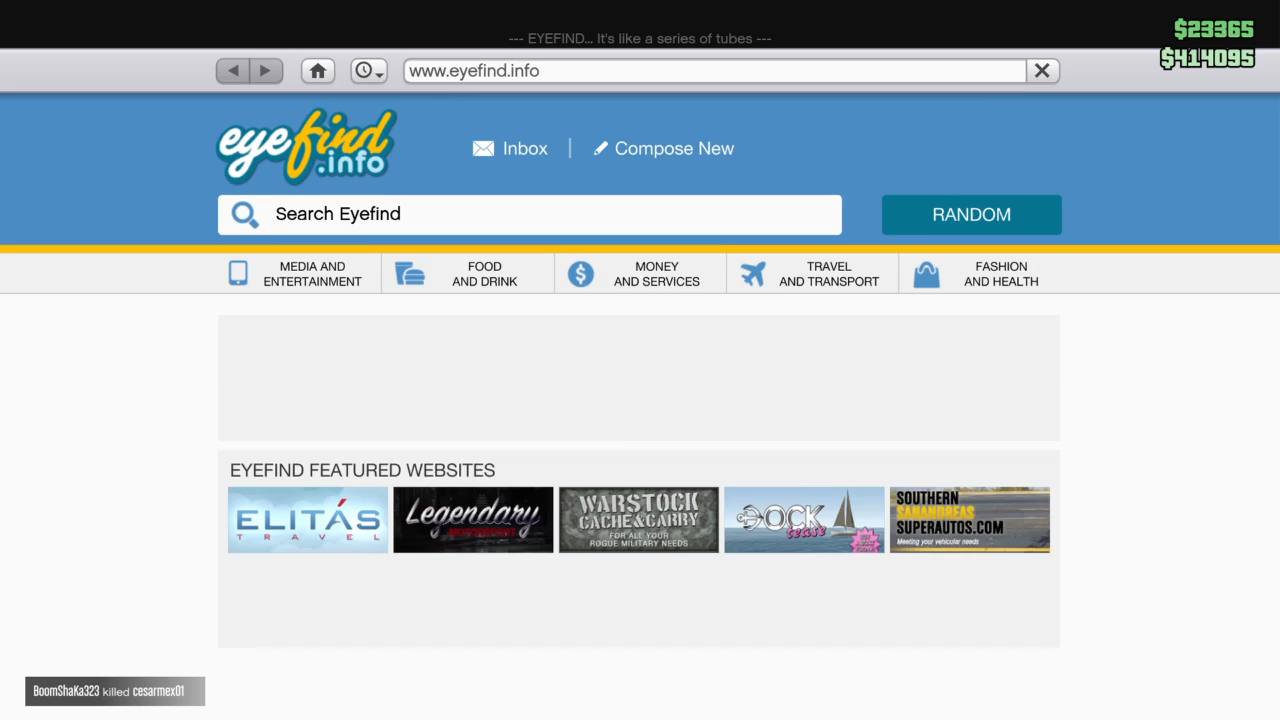 --- EYEFIND... It's like a series of tubes ---
$23365
$414095
www.eyefind.info
eyefind
.info
Inbox
Compose New
Search Eyefind
RANDOM
MEDIA AND
ENTERTAINMENT
FOOD
AND DRINK
MONEY
AND SERVICES
TRAVEL
AND TRANSPORT
FASHION
AND HEALTH
EYEFIND FEATURED WEBSITES
ELITÁS
TRAVEL
Legendary
MOTORSPORT
WARSTOCK
CACHE&CARRY
FOR ALL YOUR
ROGUE MILITARY NEEDS
DOCK
tease
SOUTHERN
SANANDREAS
SUPERAUTOS.COM
Meeting your vehicular needs
BoomShaKa323 killed cesarmex01